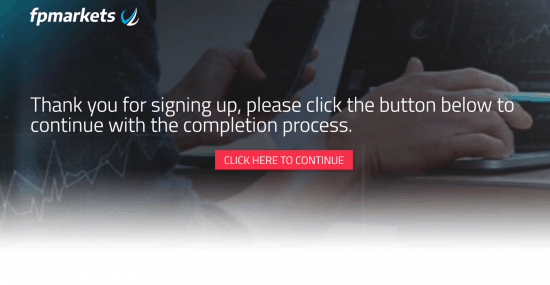 fpmarkets
Thank you for signing up, please click the button below to
continue with the completion process.
CLICK HERE TO CONTINUE